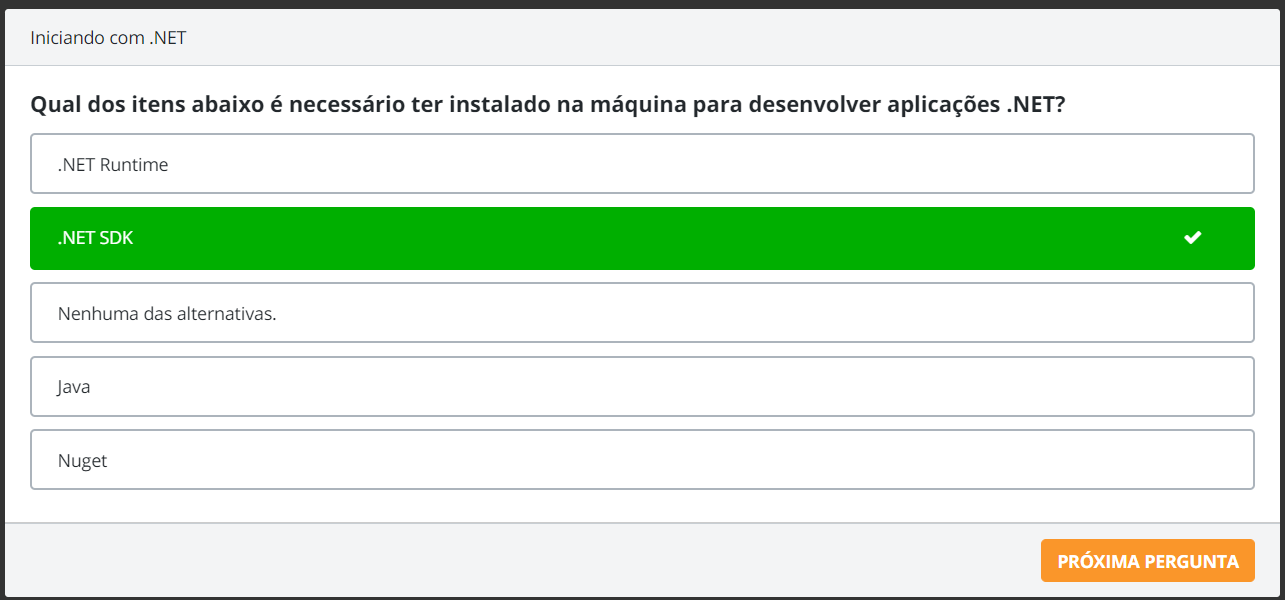 Iniciando com .NET
Qual dos itens abaixo é necessário ter instalado na máquina para desenvolver aplicações .NET?
.NET Runtime
.NET SDK
Nenhuma das alternativas.
Java
Nuget
PRÓXIMA PERGUNTA